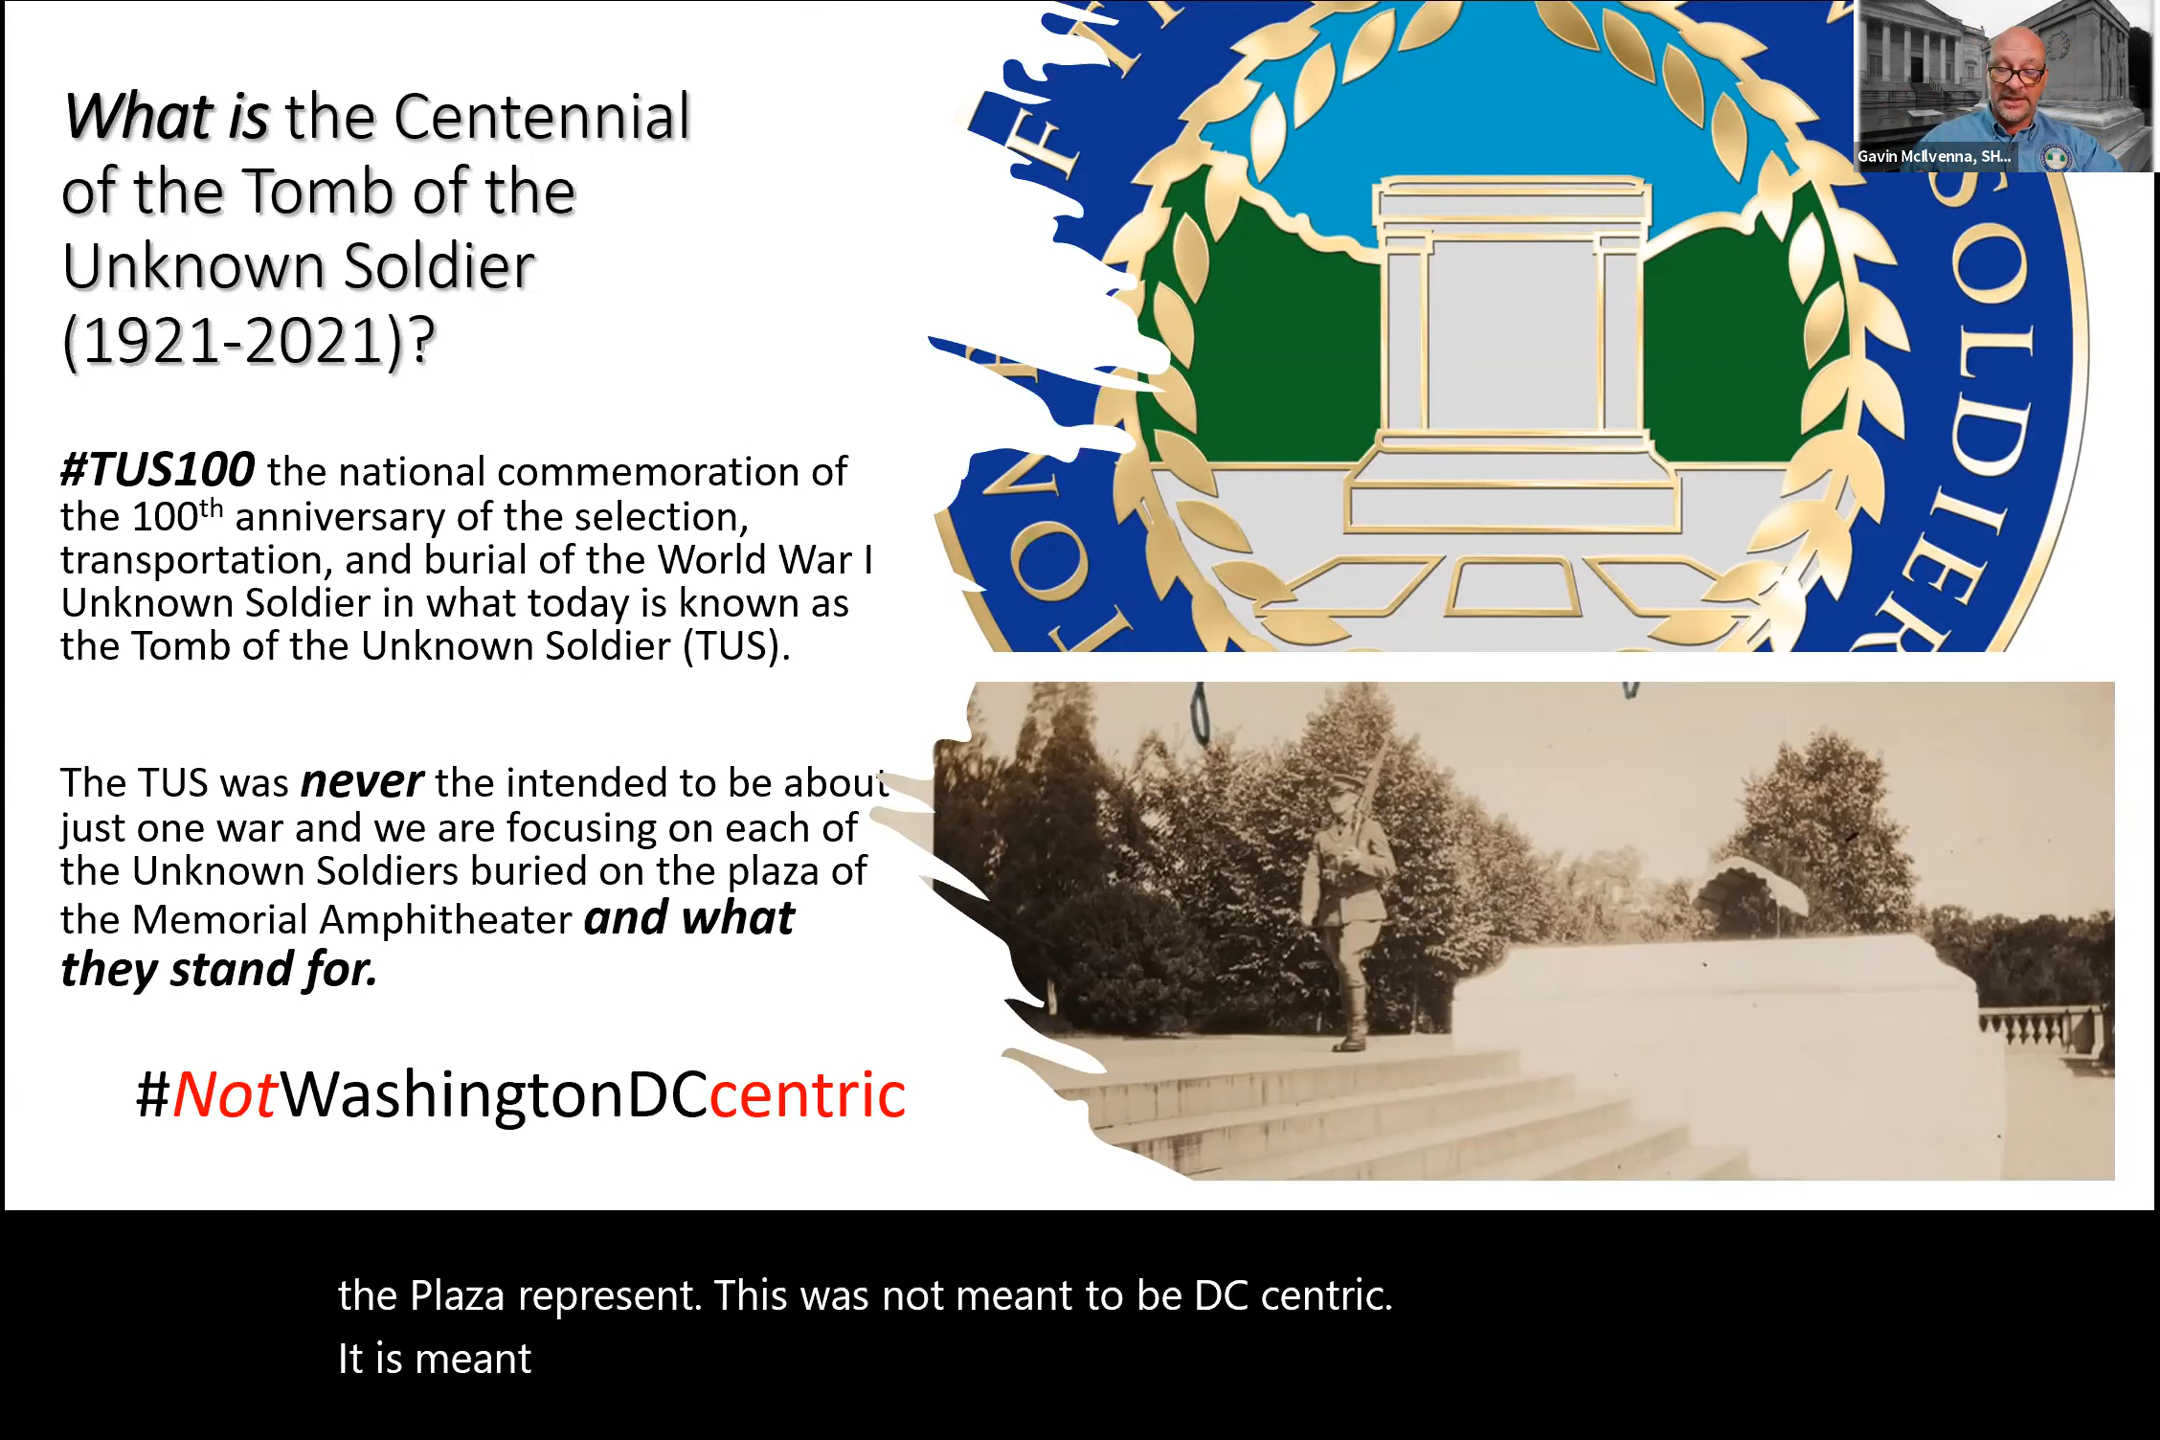 What is the Centennial
of the Tomb of the
Unknown Soldier
(1921-2021)?
#TUS100 the national commemoration of
the 100th anniversary of the selection,
transportation, and burial of the World War I
Unknown Soldier in what today is known as
the Tomb of the Unknown Soldier (TUS).
The TUS was never the intended to be about
just one war and we are focusing on each of
the Unknown Soldiers buried on the plaza of
the Memorial Amphitheater and what
they stand for.
#NotWashingtonDCcentric
SOLDIER
Gavin McIlvenna, SH...
the Plaza represent. This was not meant to be DC centric.
It is meant